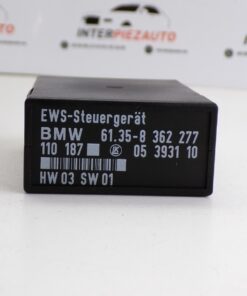 INTERPIEZAUTO
EWS-Steuergerät
BMW 61.35-8 362 277
110 187 05 3931 10
HW 03 SW 01